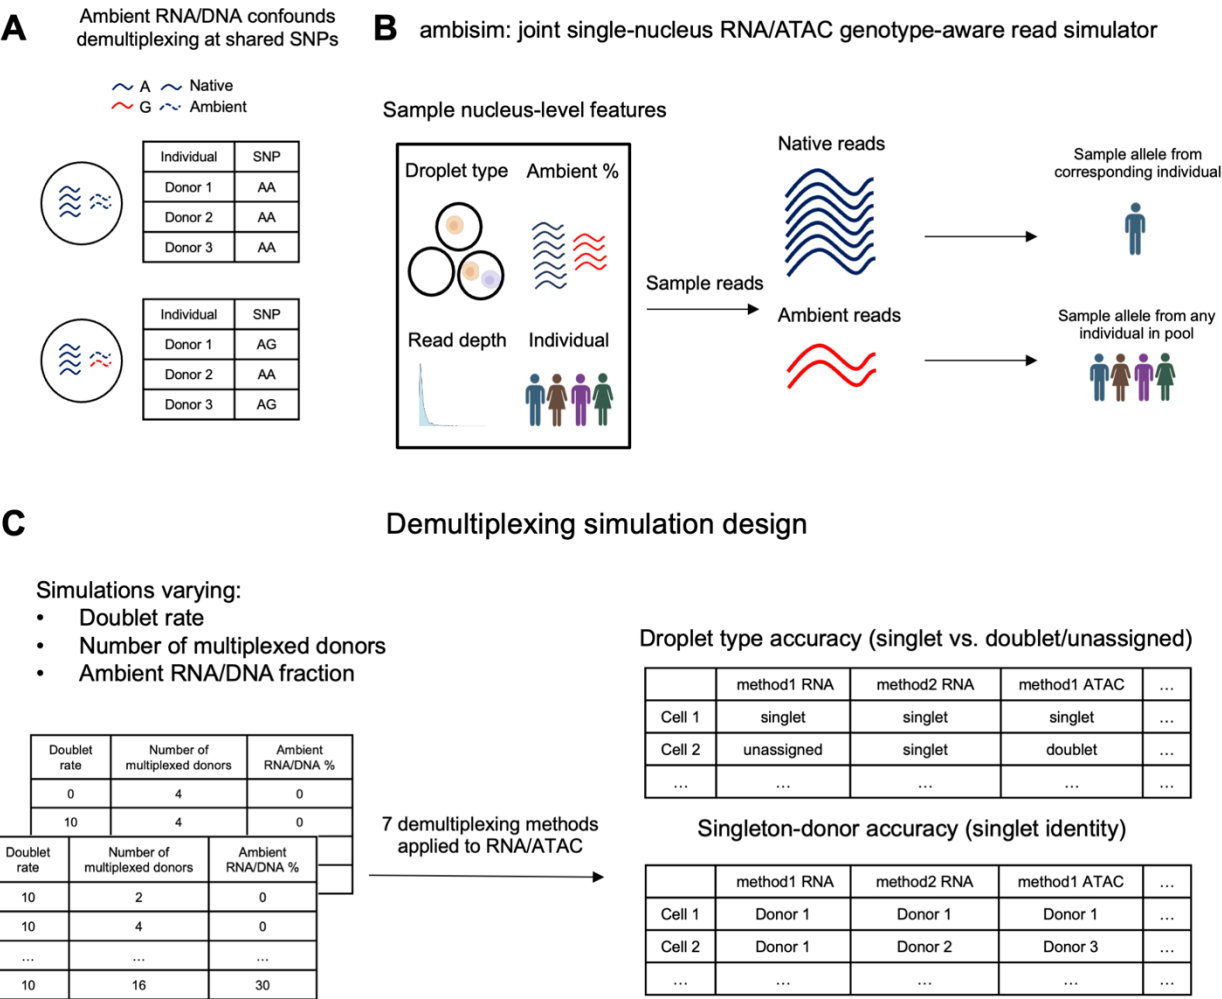 A
Ambient RNA/DNA confounds
demultiplexing at shared SNPs
A Native
G Ambient
Individual SNP
Donor 1 AA
Donor 2 AA
Donor 3 AA
Individual SNP
Donor 1 AG
Donor 2 AA
Donor 3 AG
B
ambisim: joint single-nucleus RNA/ATAC genotype-aware read simulator
Sample nucleus-level features
Droplet type Ambient %
Read depth Individual
Sample reads
Native reads
Ambient reads
Sample allele from
corresponding individual
Sample allele from any
individual in pool
C
Demultiplexing simulation design
Simulations varying:
• Doublet rate
• Number of multiplexed donors
• Ambient RNA/DNA fraction
Doublet rate Number of multiplexed donors Ambient RNA/DNA %
0 4 0
10 4 0
Doublet rate Number of multiplexed donors Ambient RNA/DNA %
10 2 0
10 4 0
... ... ...
10 16 30
7 demultiplexing methods
applied to RNA/ATAC
Droplet type accuracy (singlet vs. doublet/unassigned)
method1 RNA method2 RNA method1 ATAC ...
Cell 1 singlet singlet singlet ...
Cell 2 unassigned singlet doublet ...
... ... ... ... ...
Singleton-donor accuracy (singlet identity)
method1 RNA method2 RNA method1 ATAC ...
Cell 1 Donor 1 Donor 1 Donor 1 ...
Cell 2 Donor 1 Donor 2 Donor 3 ...
... ... ... ... ...